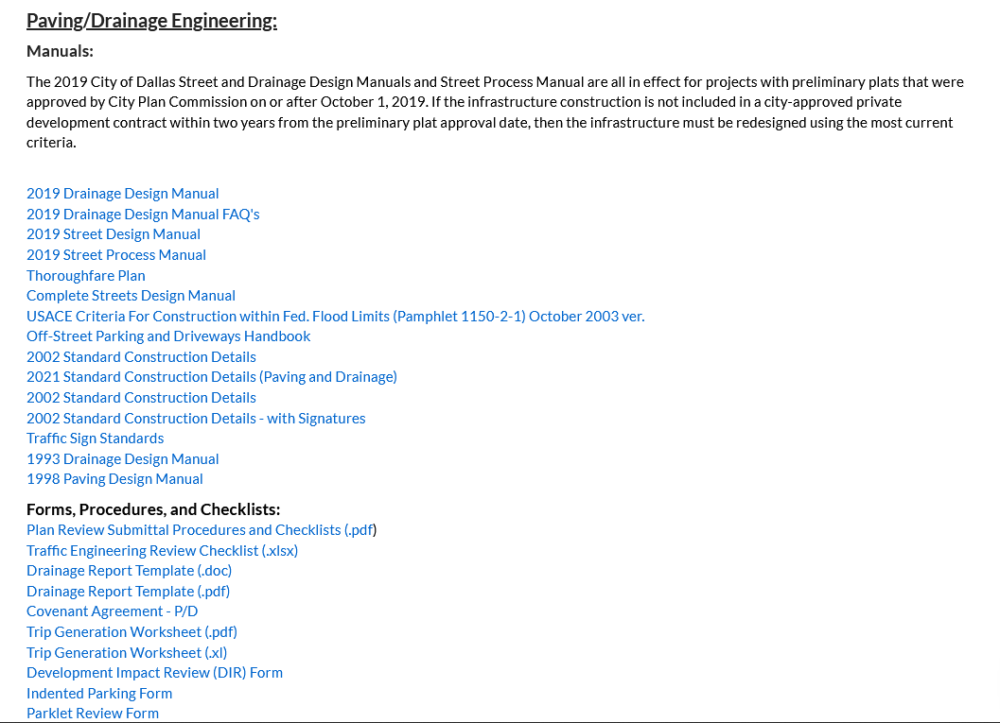 Paving/Drainage Engineering:
Manuals:
The 2019 City of Dallas Street and Drainage Design Manuals and Street Process Manual are all in effect for projects with preliminary plats that were
approved by City Plan Commission on or after October 1, 2019. If the infrastructure construction is not included in a city-approved private
development contract within two years from the preliminary plat approval date, then the infrastructure must be redesigned using the most current
criteria.
2019 Drainage Design Manual
2019 Drainage Design Manual FAQ's
2019 Street Design Manual
2019 Street Process Manual
Thoroughfare Plan
Complete Streets Design Manual
USACE Criteria For Construction within Fed. Flood Limits (Pamphlet 1150-2-1) October 2003 ver.
Off-Street Parking and Driveways Handbook
2002 Standard Construction Details
2021 Standard Construction Details (Paving and Drainage)
2002 Standard Construction Details
2002 Standard Construction Details - with Signatures
Traffic Sign Standards
1993 Drainage Design Manual
1998 Paving Design Manual
Forms, Procedures, and Checklists:
Plan Review Submittal Procedures and Checklists (.pdf)
Traffic Engineering Review Checklist (.xlsx)
Drainage Report Template (.doc)
Drainage Report Template (.pdf)
Covenant Agreement - P/D
Trip Generation Worksheet (.pdf)
Trip Generation Worksheet (.xl)
Development Impact Review (DIR) Form
Indented Parking Form
Parklet Review Form